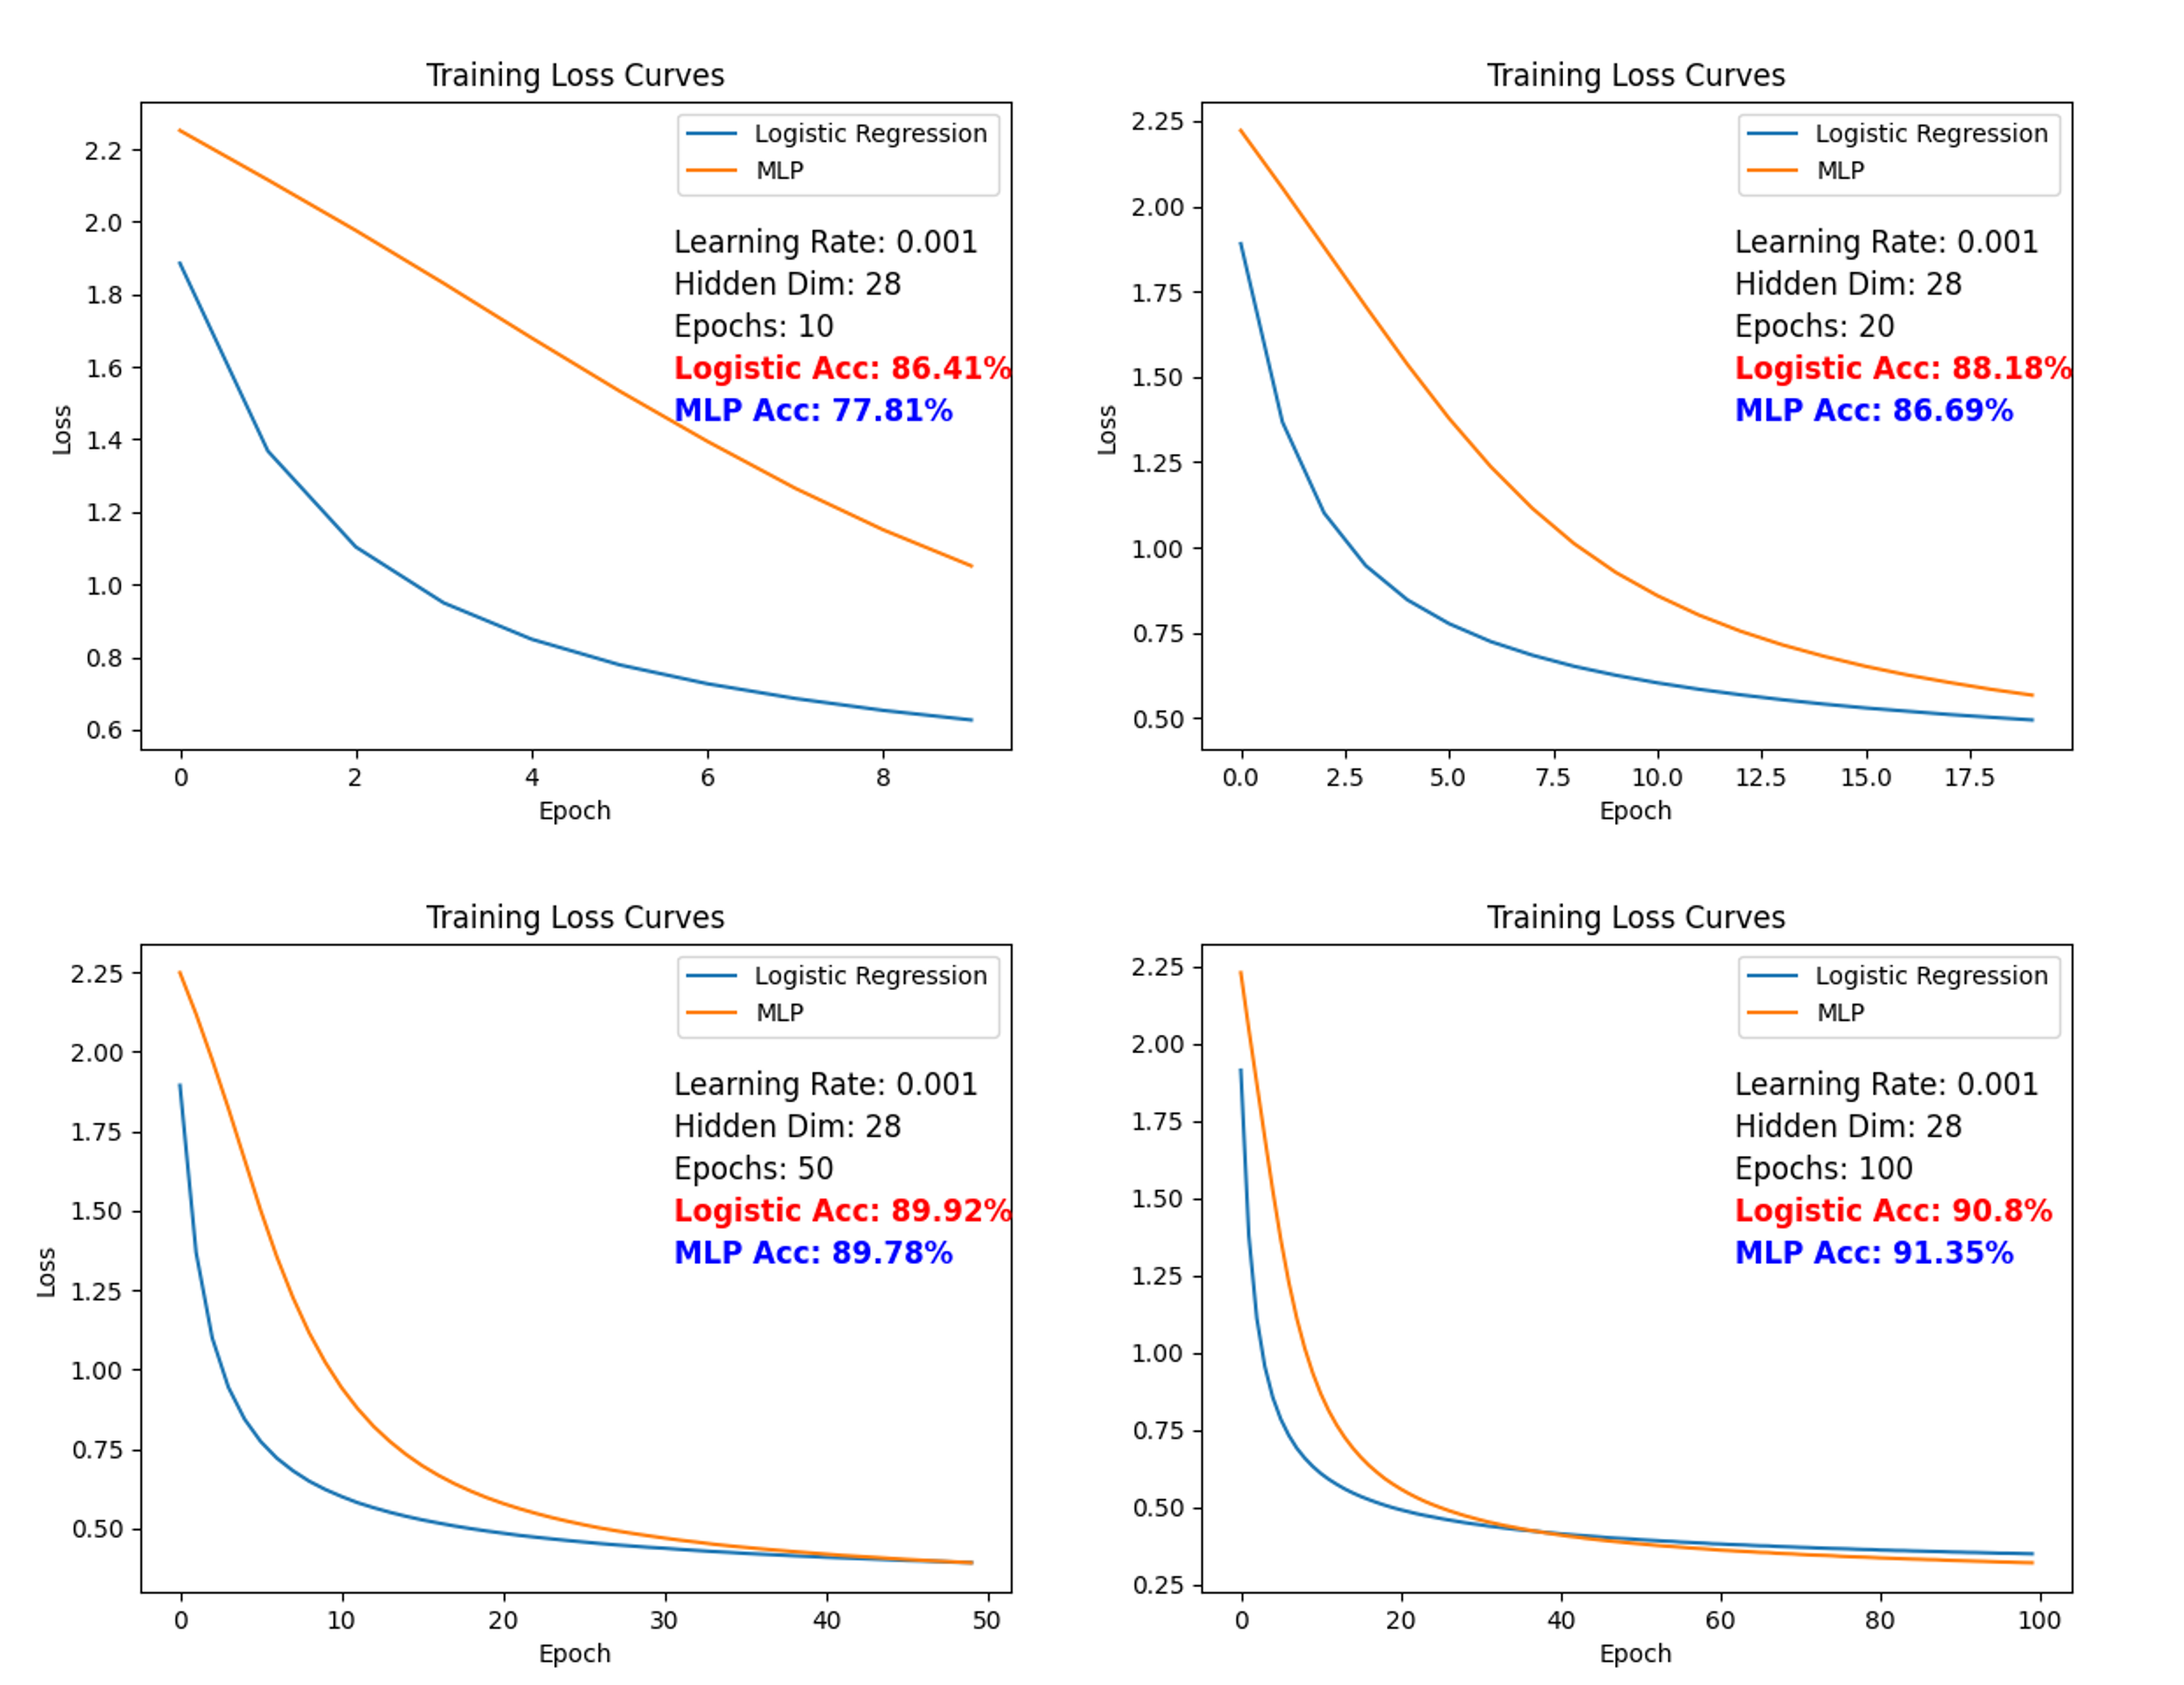 Training Loss Curves
Logistic Regression
MLP
Learning Rate: 0.001
Hidden Dim: 28
Epochs: 10
Logistic Acc: 86.41%
MLP Acc: 77.81%
Loss
2.2
2.0
1.8
1.6
1.4
1.2
1.0
0.8
0.6
0 2 4 6 8
Epoch
Training Loss Curves
Logistic Regression
MLP
Learning Rate: 0.001
Hidden Dim: 28
Epochs: 20
Logistic Acc: 88.18%
MLP Acc: 86.69%
Loss
2.25
2.00
1.75
1.50
1.25
1.00
0.75
0.50
0.0 2.5 5.0 7.5 10.0 12.5 15.0 17.5
Epoch
Training Loss Curves
Logistic Regression
MLP
Learning Rate: 0.001
Hidden Dim: 28
Epochs: 50
Logistic Acc: 89.92%
MLP Acc: 89.78%
Loss
2.25
2.00
1.75
1.50
1.25
1.00
0.75
0.50
0 10 20 30 40 50
Epoch
Training Loss Curves
Logistic Regression
MLP
Learning Rate: 0.001
Hidden Dim: 28
Epochs: 100
Logistic Acc: 90.8%
MLP Acc: 91.35%
2.25
2.00
1.75
1.50
1.25
1.00
0.75
0.50
0.25
0 20 40 60 80 100
Epoch